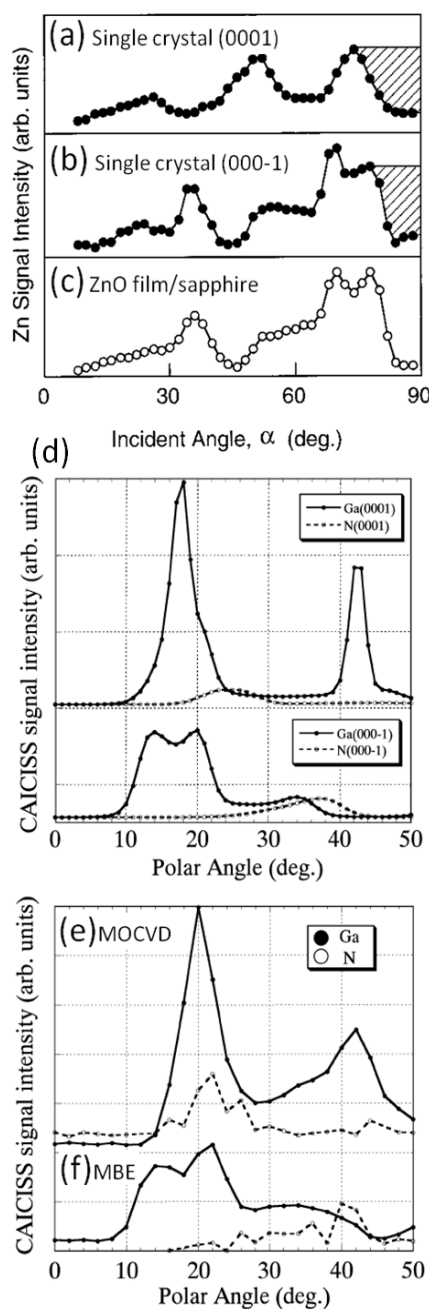 (a) Single crystal (0001)
(b) Single crystal (000-1)
(c) ZnO film/sapphire
Zn Signal Intensity (arb. units)
0 30 60 90
Incident Angle, α (deg.)
(d)
Ga(0001)
N(0001)
Ga(000-1)
N(000-1)
CAICISS signal intensity (arb. units)
0 10 20 30 40 50
Polar Angle (deg.)
(e) MOCVD
Ga
N
(f) MBE
CAICISS signal intensity (arb. units)
0 10 20 30 40 50
Polar Angle (deg.)